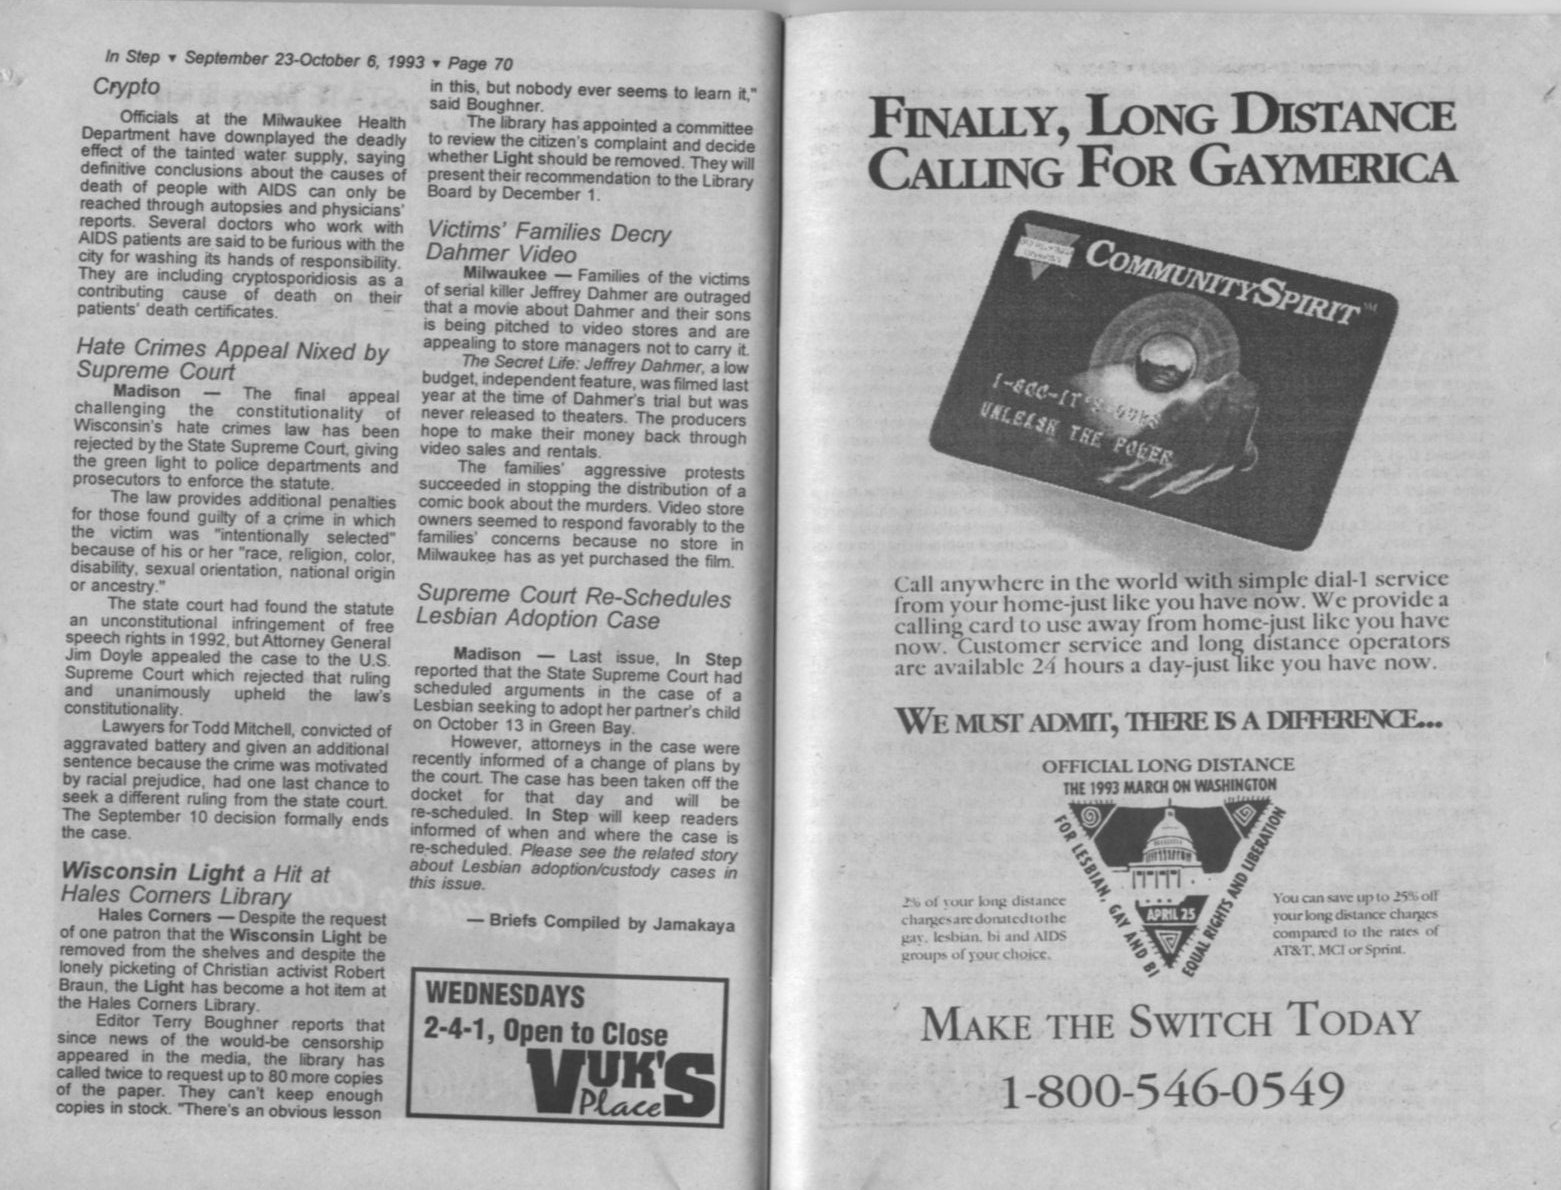 In Step ▾ September 23-October 6, 1993 ▾ Page 70
Crypto
Officials at the Milwaukee Health
Department have downplayed the deadly
effect of the tainted water supply, saying
definitive conclusions about the causes of
death of people with AIDS can only be
reached through autopsies and physicians'
reports. Several doctors who work with
AIDS patients are said to be furious with the
city for washing its hands of responsibility.
They are including cryptosporidiosis as a
contributing cause of death on their
patients' death certificates.
Hate Crimes Appeal Nixed by
Supreme Court
Madison — The final appeal
challenging the constitutionality of
Wisconsin's hate crimes law has been
rejected by the State Supreme Court, giving
the green light to police departments and
prosecutors to enforce the statute.
The law provides additional penalties
for those found guilty of a crime in which
the victim was "intentionally selected"
because of his or her "race, religion, color,
disability, sexual orientation, national origin
or ancestry."
The state court had found the statute
an unconstitutional infringement of free
speech rights in 1992, but Attorney General
Jim Doyle appealed the case to the U.S.
Supreme Court which rejected that ruling
and unanimously upheld the law's
constitutionality.
Lawyers for Todd Mitchell, convicted of
aggravated battery and given an additional
sentence because the crime was motivated
by racial prejudice, had one last chance to
seek a different ruling from the state court.
The September 10 decision formally ends
the case.
Wisconsin Light a Hit at
Hales Corners Library
Hales Corners — Despite the request
of one patron that the Wisconsin Light be
removed from the shelves and despite the
lonely picketing of Christian activist Robert
Braun, the Light has become a hot item at
the Hales Corners Library.
Editor Terry Boughner reports that
since news of the would-be censorship
appeared in the media, the library has
called twice to request up to 80 more copies
of the paper. They can't keep enough
copies in stock. "There's an obvious lesson
in this, but nobody ever seems to learn it,"
said Boughner.
The library has appointed a committee
to review the citizen's complaint and decide
whether Light should be removed. They will
present their recommendation to the Library
Board by December 1.
Victims' Families Decry
Dahmer Video
Milwaukee — Families of the victims
of serial killer Jeffrey Dahmer are outraged
that a movie about Dahmer and their sons
is being pitched to video stores and are
appealing to store managers not to carry it.
The Secret Life: Jeffrey Dahmer, a low
budget, independent feature, was filmed last
year at the time of Dahmer's trial but was
never released to theaters. The producers
hope to make their money back through
video sales and rentals.
The families' aggressive protests
succeeded in stopping the distribution of a
comic book about the murders. Video store
owners seemed to respond favorably to the
families' concerns because no store in
Milwaukee has as yet purchased the film.
Supreme Court Re-Schedules
Lesbian Adoption Case
Madison — Last issue, In Step
reported that the State Supreme Court had
scheduled arguments in the case of a
Lesbian seeking to adopt her partner's child
on October 13 in Green Bay.
However, attorneys in the case were
recently informed of a change of plans by
the court. The case has been taken off the
docket for that day and will be
re-scheduled. In Step will keep readers
informed of when and where the case is
re-scheduled. Please see the related story
about Lesbian adoption/custody cases in
this issue.
— Briefs Compiled by Jamakaya
WEDNESDAYS
2-4-1, Open to Close
VUK'S
Place
FINALLY, LONG DISTANCE
CALLING FOR GAYMERICA
COMMUNITYSPIRIT℠
UNLEASH THE POWER
Call anywhere in the world with simple dial-1 service
from your home-just like you have now. We provide a
calling card to use away from home-just like you have
now. Customer service and long distance operators
are available 24 hours a day-just like you have now.
WE MUST ADMIT, THERE IS A DIFFERENCE...
OFFICIAL LONG DISTANCE
THE 1993 MARCH ON WASHINGTON
FOR LESBIAN, GAY AND BI
EQUAL RIGHTS AND LIBERATION
APRIL 25
2% of your long distance
charges are donated to the
gay, lesbian, bi and AIDS
groups of your choice.
You can save up to 25% off
your long distance charges
compared to the rates of
AT&T, MCI or Sprint.
MAKE THE SWITCH TODAY
1-800-546-0549